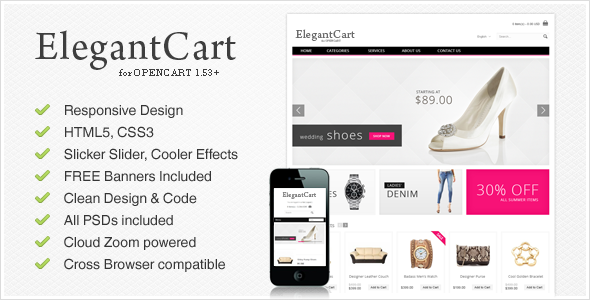 ElegantCart
for OPENCART 1.53+
Responsive Design
HTML5, CSS3
Slicker Slider, Cooler Effects
FREE Banners Included
Clean Design & Code
All PSDs included
Cloud Zoom powered
Cross Browser compatible
ElegantCart
HOME CATEGORIES SERVICES ABOUT US CONTACT US
STARTING AT
$89.00
wedding shoes SHOP NOW
ES
LADIES'
DENIM
30% OFF
ALL SUMMER ITEMS
ElegantCart
Designer Leather Couch
Add to Cart
Add to Cart
Designer Purse
Add to Cart
Cool Golden Bracelet
Add to Cart